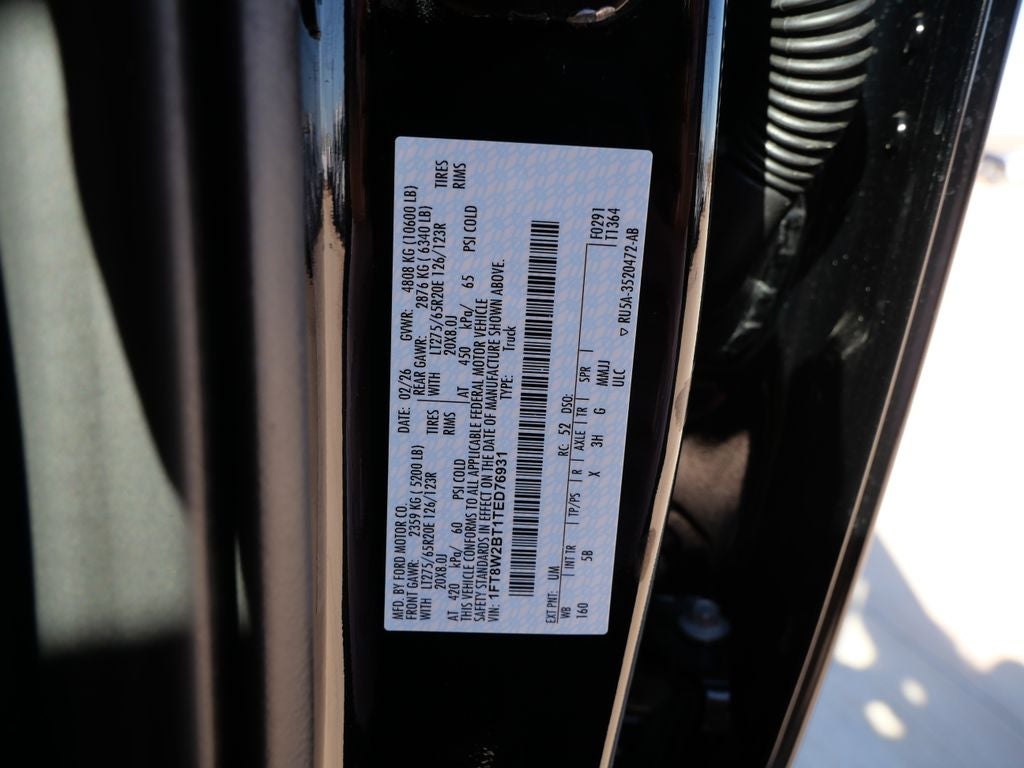 MFD. BY FORD MOTOR CO.
DATE: 02/26 GVWR: 4808 KG (10600 LB)
FRONT GAWR: 2359 KG ( 5200 LB)
REAR GAWR: 2876 KG ( 6340 LB)
WITH LT275/65R20E 126/123R TIRES
WITH LT275/65R20E 126/123R TIRES
20X8.0J RIMS
20X8.0J RIMS
AT 420 kPa/ 60 PSI COLD
AT 450 kPa/ 65 PSI COLD
THIS VEHICLE CONFORMS TO ALL APPLICABLE FEDERAL MOTOR VEHICLE
SAFETY STANDARDS IN EFFECT ON THE DATE OF MANUFACTURE SHOWN ABOVE.
VIN: 1FT8W2BT1TED76931
TYPE: Truck
EXT PNT: UM RC: 52 DSO:
F0291
WB | INT TR | TP/PS | R | AXLE | TR | SPR |
T1364
160 5B X 3H G MMJJ
ULC
▽ RU5A-3520472-AB